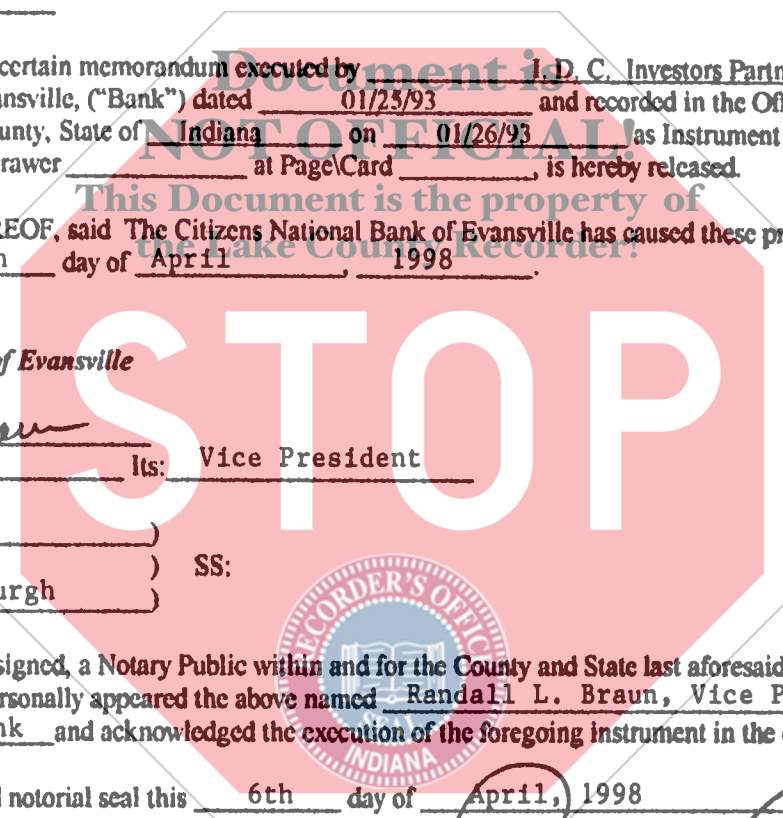 Document is
certain memorandum executed by I. D. C. Investors Partn
nsville, ("Bank") dated 01/25/93 and recorded in the Off
NOT OFFICIAL!
unty, State of Indiana on 01/26/93 as Instrument
rawer at Page\Card , is hereby released.
This Document is the property of
REOF, said The Citizens National Bank of Evansville has caused these pr
the Lake County Recorder!
day of April , 1998 .
of Evansville
STOP
Its: Vice President
)
) SS:
urgh )
RECORDER'S OFFICE
SEAL
INDIANA
signed, a Notary Public within and for the County and State last aforesaid
rsonally appeared the above named Randall L. Braun, Vice P
nk and acknowledged the execution of the foregoing instrument in the
l notorial seal this 6th day of April, 1998